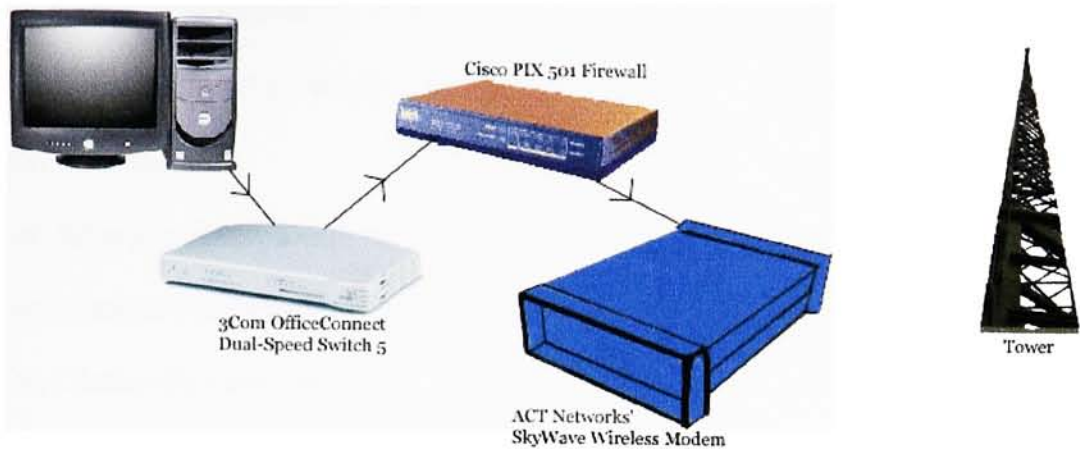 Cisco PIX 501 Firewall
3Com OfficeConnect
Dual-Speed Switch 5
Tower
ACT Networks'
SkyWave Wireless Modem